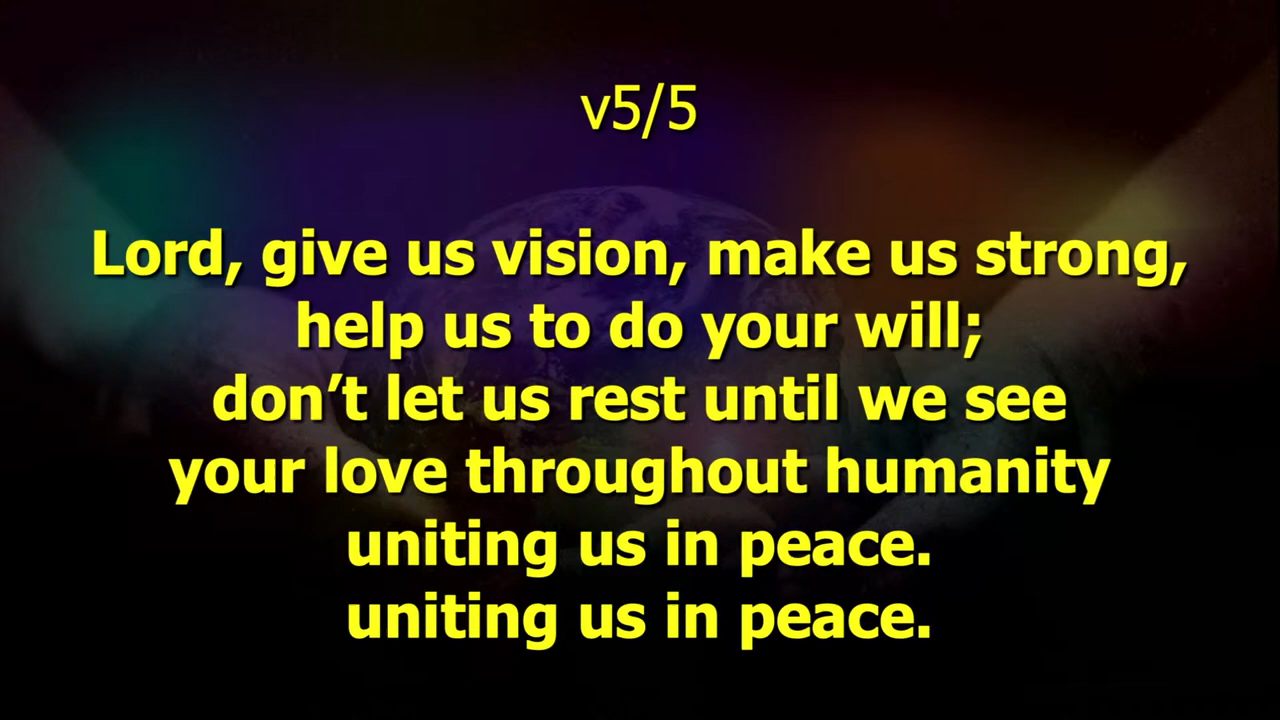 v5/5
Lord, give us vision, make us strong,
help us to do your will;
don’t let us rest until we see
your love throughout humanity
uniting us in peace.
uniting us in peace.